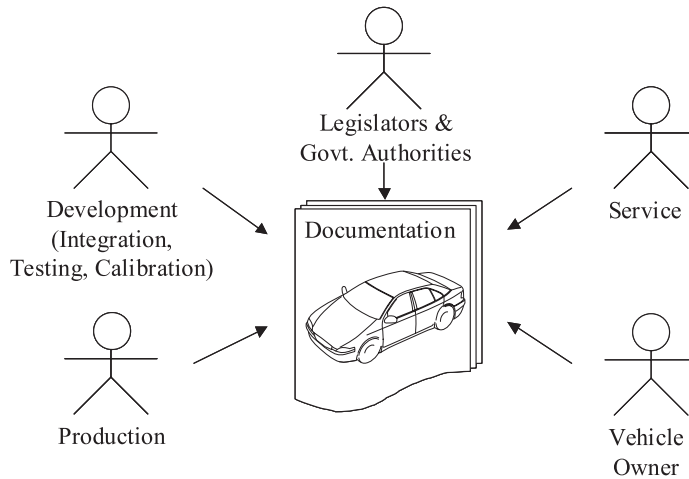 Legislators &
Govt. Authorities
Development
(Integration,
Testing, Calibration)
Documentation
Service
Production
Vehicle
Owner